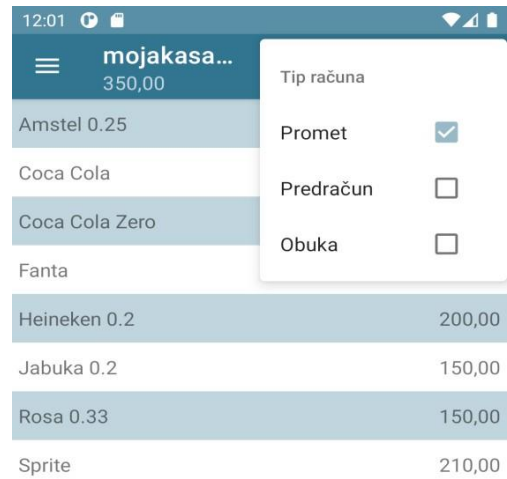 12:01
mojakasa...
350,00
Tip računa
Promet
Predračun
Obuka
Amstel 0.25
Coca Cola
Coca Cola Zero
Fanta
Heineken 0.2 200,00
Jabuka 0.2 150,00
Rosa 0.33 150,00
Sprite 210,00